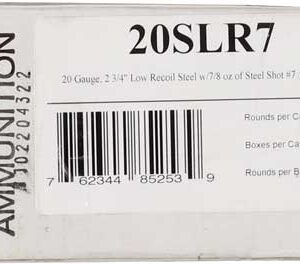 20SLR7
20 Gauge, 2 3/4" Low Recoil Steel w/7/8 oz of Steel Shot #7
AMMUNITION
Rounds per Ca
Boxes per Ca
Rounds per B
7 62344 85253 9